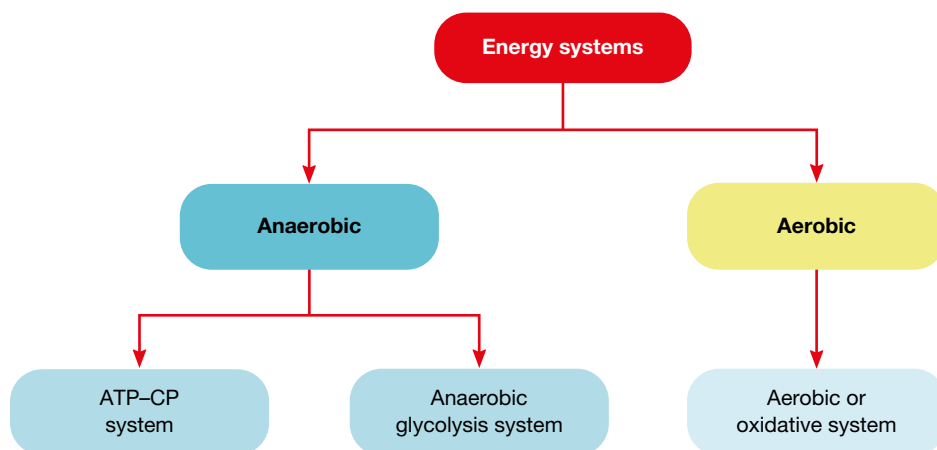 Energy systems
Anaerobic
Aerobic
ATP–CP
system
Anaerobic
glycolysis system
Aerobic or
oxidative system